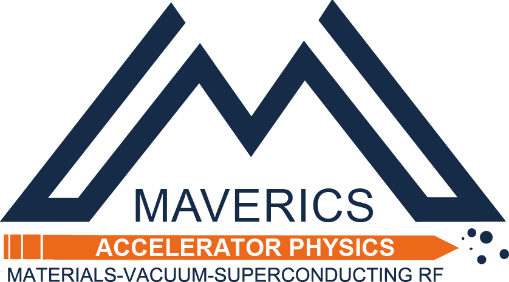 MAVERICS
ACCELERATOR PHYSICS
MATERIALS-VACUUM-SUPERCONDUCTING RF